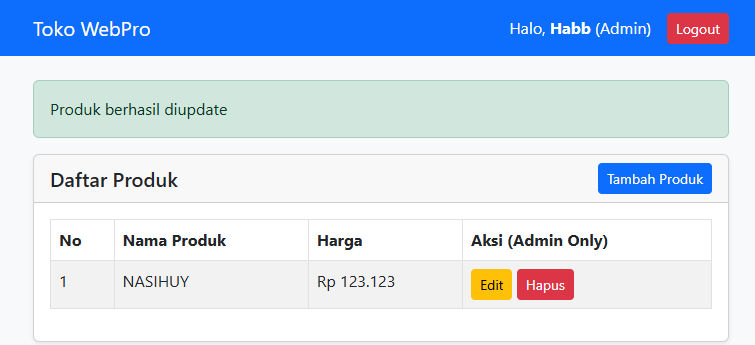 Toko WebPro Halo, Habb (Admin) Logout
Produk berhasil diupdate
Daftar Produk Tambah Produk
No Nama Produk Harga Aksi (Admin Only)
1 NASIHUY Rp 123.123 Edit Hapus